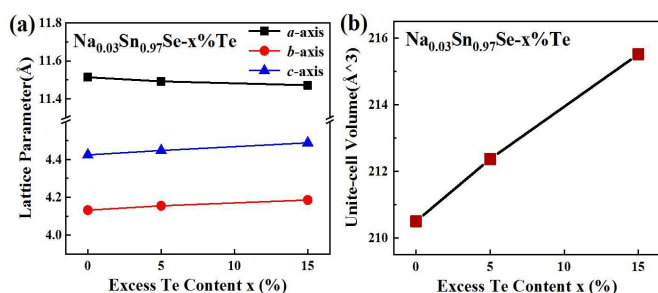 (a)
Na0.03Sn0.97Se-x%Te
a-axis
b-axis
c-axis
Lattice Parameter(Å)
11.8
11.6
11.4
4.4
4.2
4.0
0
5
10
15
Excess Te Content x (%)
(b)
Na0.03Sn0.97Se-x%Te
Unite-cell Volume(Å^3)
216
215
213
212
210
0
5
10
15
Excess Te Content x (%)